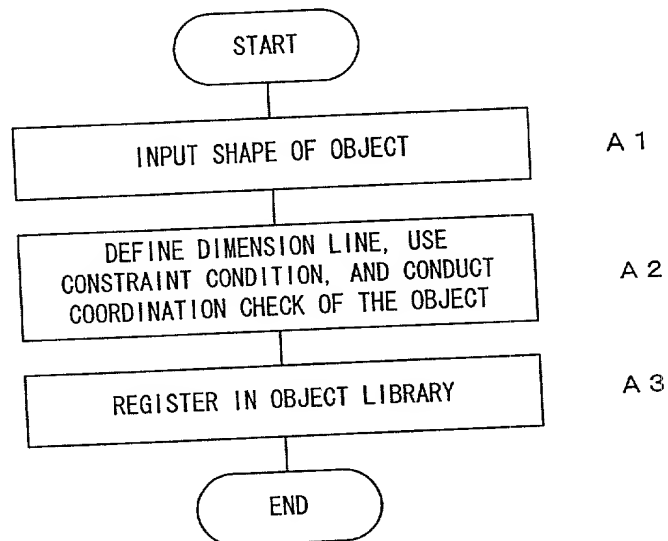 START
INPUT SHAPE OF OBJECT
A1
DEFINE DIMENSION LINE, USE
CONSTRAINT CONDITION, AND CONDUCT
COORDINATION CHECK OF THE OBJECT
A2
REGISTER IN OBJECT LIBRARY
A3
END